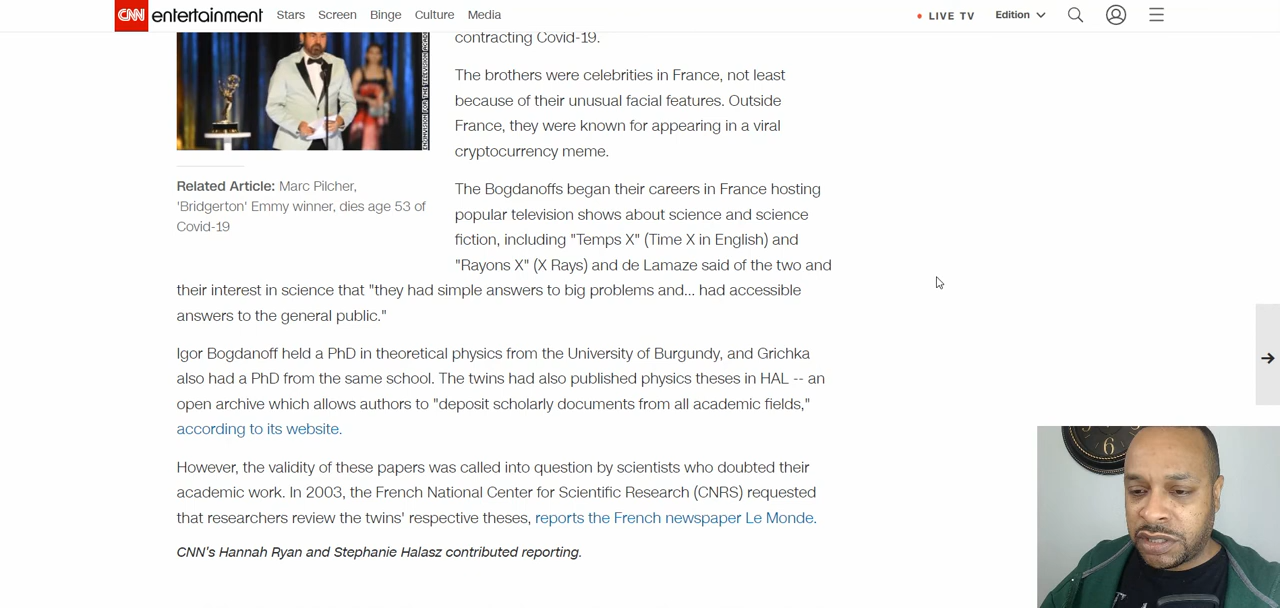 CNN entertainment Stars Screen Binge Culture Media LIVE TV Edition
contracting Covid-19.
The brothers were celebrities in France, not least
because of their unusual facial features. Outside
France, they were known for appearing in a viral
cryptocurrency meme.
Related Article: Marc Pilcher,
'Bridgerton' Emmy winner, dies age 53 of
Covid-19
The Bogdanoffs began their careers in France hosting
popular television shows about science and science
fiction, including "Temps X" (Time X in English) and
"Rayons X" (X Rays) and de Lamaze said of the two and
their interest in science that "they had simple answers to big problems and... had accessible
answers to the general public."
Igor Bogdanoff held a PhD in theoretical physics from the University of Burgundy, and Grichka
also had a PhD from the same school. The twins had also published physics theses in HAL -- an
open archive which allows authors to "deposit scholarly documents from all academic fields,"
according to its website.
However, the validity of these papers was called into question by scientists who doubted their
academic work. In 2003, the French National Center for Scientific Research (CNRS) requested
that researchers review the twins' respective theses, reports the French newspaper Le Monde.
CNN's Hannah Ryan and Stephanie Halasz contributed reporting.
6